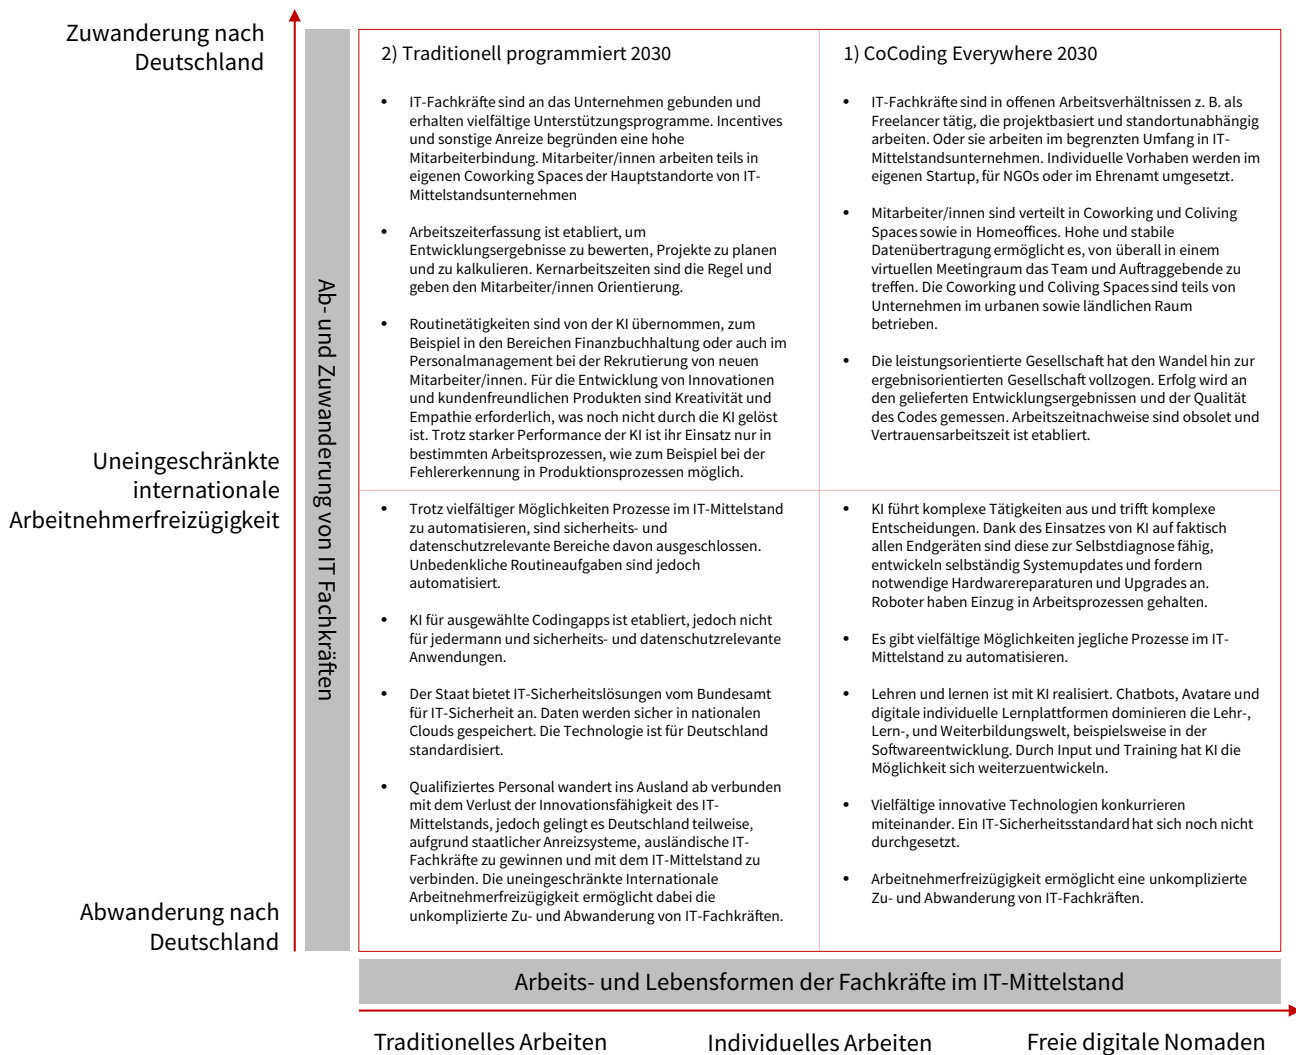 Zuwanderung nach
Deutschland
Uneingeschränkte
internationale
Arbeitnehmerfreizügigkeit
Abwanderung nach
Deutschland
Ab- und Zuwanderung von IT Fachkräften
2) Traditionell programmiert 2030
• IT-Fachkräfte sind an das Unternehmen gebunden und
erhalten vielfältige Unterstützungsprogramme. Incentives
und sonstige Anreize begründen eine hohe
Mitarbeiterbindung. Mitarbeiter/innen arbeiten teils in
eigenen Coworking Spaces der Hauptstandorte von IT-
Mittelstandsunternehmen
• Arbeitszeiterfassung ist etabliert, um
Entwicklungsergebnisse zu bewerten, Projekte zu planen
und zu kalkulieren. Kernarbeitszeiten sind die Regel und
geben den Mitarbeiter/innen Orientierung.
• Routinetätigkeiten sind von der KI übernommen, zum
Beispiel in den Bereichen Finanzbuchhaltung oder auch im
Personalmanagement bei der Rekrutierung von neuen
Mitarbeiter/innen. Für die Entwicklung von Innovationen
und kundenfreundlichen Produkten sind Kreativität und
Empathie erforderlich, was noch nicht durch die KI gelöst
ist. Trotz starker Performance der KI ist ihr Einsatz nur in
bestimmten Arbeitsprozessen, wie zum Beispiel bei der
Fehlererkennung in Produktionsprozessen möglich.
• Trotz vielfältiger Möglichkeiten Prozesse im IT-Mittelstand
zu automatisieren, sind sicherheits- und
datenschutzrelevante Bereiche davon ausgeschlossen.
Unbedenkliche Routineaufgaben sind jedoch
automatisiert.
• KI für ausgewählte Codingapps ist etabliert, jedoch nicht
für jedermann und sicherheits- und datenschutzrelevante
Anwendungen.
• Der Staat bietet IT-Sicherheitslösungen vom Bundesamt
für IT-Sicherheit an. Daten werden sicher in nationalen
Clouds gespeichert. Die Technologie ist für Deutschland
standardisiert.
• Qualifiziertes Personal wandert ins Ausland ab verbunden
mit dem Verlust der Innovationsfähigkeit des IT-
Mittelstands, jedoch gelingt es Deutschland teilweise,
aufgrund staatlicher Anreizsysteme, ausländische IT-
Fachkräfte zu gewinnen und mit dem IT-Mittelstand zu
verbinden. Die uneingeschränkte Internationale
Arbeitnehmerfreizügigkeit ermöglicht dabei die
unkomplizierte Zu- und Abwanderung von IT-Fachkräften.
1) CoCoding Everywhere 2030
• IT-Fachkräfte sind in offenen Arbeitsverhältnissen z. B. als
Freelancer tätig, die projektbasiert und standortunabhängig
arbeiten. Oder sie arbeiten im begrenzten Umfang in IT-
Mittelstandsunternehmen. Individuelle Vorhaben werden im
eigenen Startup, für NGOs oder im Ehrenamt umgesetzt.
• Mitarbeiter/innen sind verteilt in Coworking und Coliving
Spaces sowie in Homeoffices. Hohe und stabile
Datenübertragung ermöglicht es, von überall in einem
virtuellen Meetingraum das Team und Auftraggebende zu
treffen. Die Coworking und Coliving Spaces sind teils von
Unternehmen im urbanen sowie ländlichen Raum
betrieben.
• Die leistungsorientierte Gesellschaft hat den Wandel hin zur
ergebnisorientierten Gesellschaft vollzogen. Erfolg wird an
den gelieferten Entwicklungsergebnissen und der Qualität
des Codes gemessen. Arbeitszeitnachweise sind obsolet und
Vertrauensarbeitszeit ist etabliert.
• KI führt komplexe Tätigkeiten aus und trifft komplexe
Entscheidungen. Dank des Einsatzes von KI auf faktisch
allen Endgeräten sind diese zur Selbstdiagnose fähig,
entwickeln selbständig Systemupdates und fordern
notwendige Hardwarereparaturen und Upgrades an.
Roboter haben Einzug in Arbeitsprozessen gehalten.
• Es gibt vielfältige Möglichkeiten jegliche Prozesse im IT-
Mittelstand zu automatisieren.
• Lehren und lernen ist mit KI realisiert. Chatbots, Avatare und
digitale individuelle Lernplattformen dominieren die Lehr-,
Lern-, und Weiterbildungswelt, beispielsweise in der
Softwareentwicklung. Durch Input und Training hat KI die
Möglichkeit sich weiterzuentwickeln.
• Vielfältige innovative Technologien konkurrieren
miteinander. Ein IT-Sicherheitsstandard hat sich noch nicht
durchgesetzt.
• Arbeitnehmerfreizügigkeit ermöglicht eine unkomplizierte
Zu- und Abwanderung von IT-Fachkräften.
Arbeits- und Lebensformen der Fachkräfte im IT-Mittelstand
Traditionelles Arbeiten
Individuelles Arbeiten
Freie digitale Nomaden